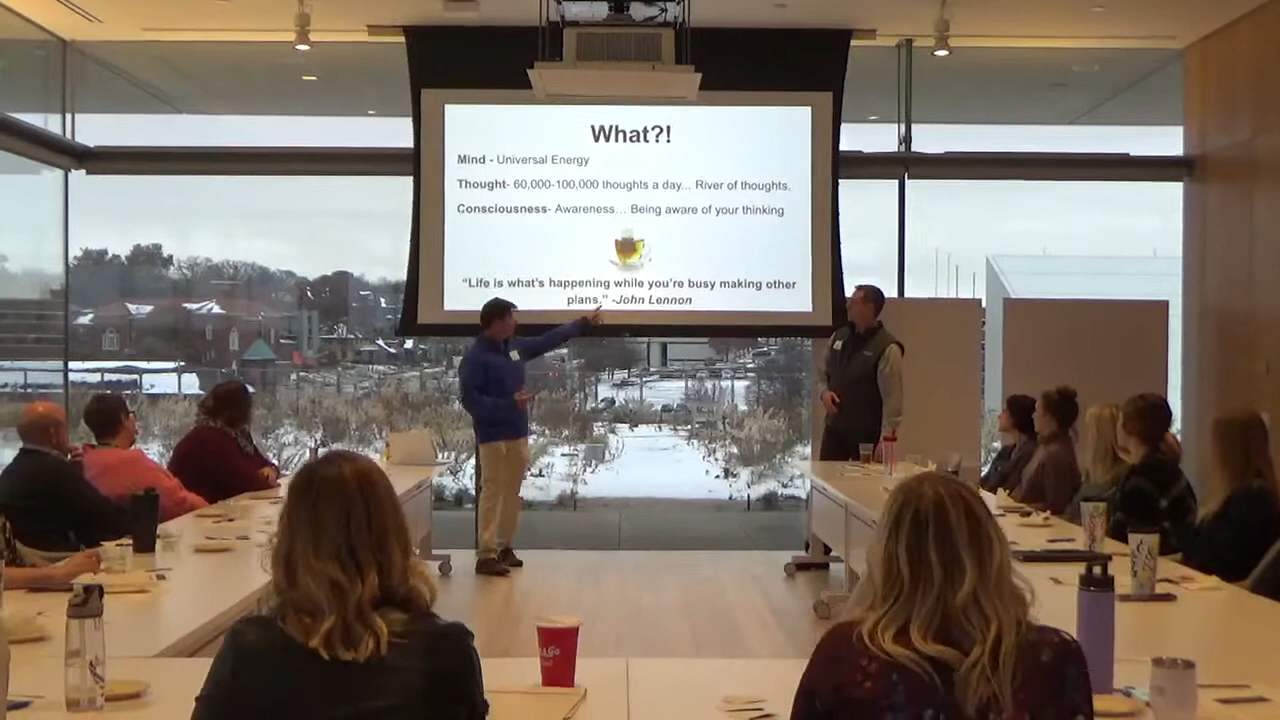 What?!
Mind - Universal Energy
Thought- 60,000-100,000 thoughts a day... River of thoughts.
Consciousness- Awareness... Being aware of your thinking
“Life is what's happening while you're busy making other
plans.” -John Lennon
&Go